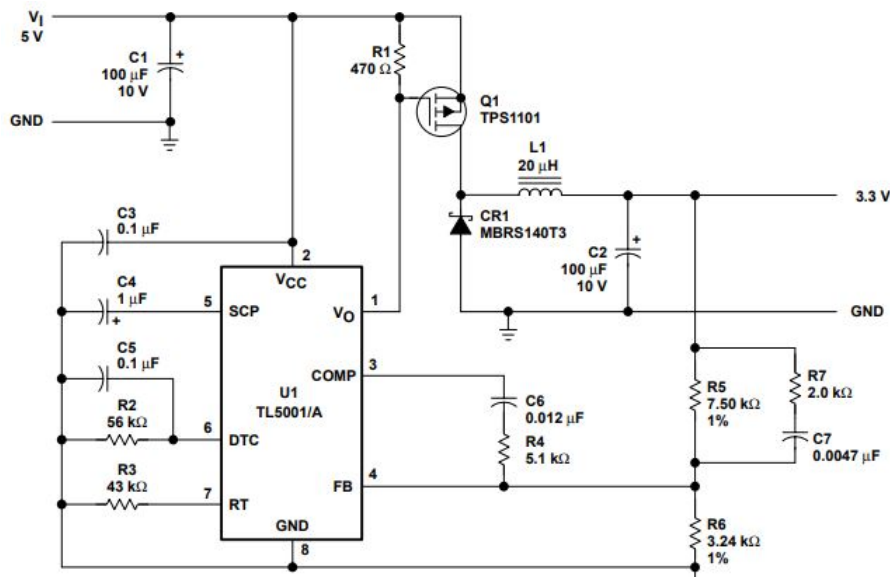 VI
5 V
C1
100 µF
10 V
+
GND
R1
470 Ω
Q1
TPS1101
L1
20 µH
3.3 V
CR1
MBRS140T3
C2
100 µF
10 V
+
GND
C3
0.1 µF
2
VCC
C4
1 µF
+
5
SCP
1
VO
C5
0.1 µF
3
COMP
U1
TL5001/A
C6
0.012 µF
R2
56 kΩ
6
DTC
R4
5.1 kΩ
R3
43 kΩ
7
RT
4
FB
GND
8
R5
7.50 kΩ
1%
R7
2.0 kΩ
C7
0.0047 µF
R6
3.24 kΩ
1%